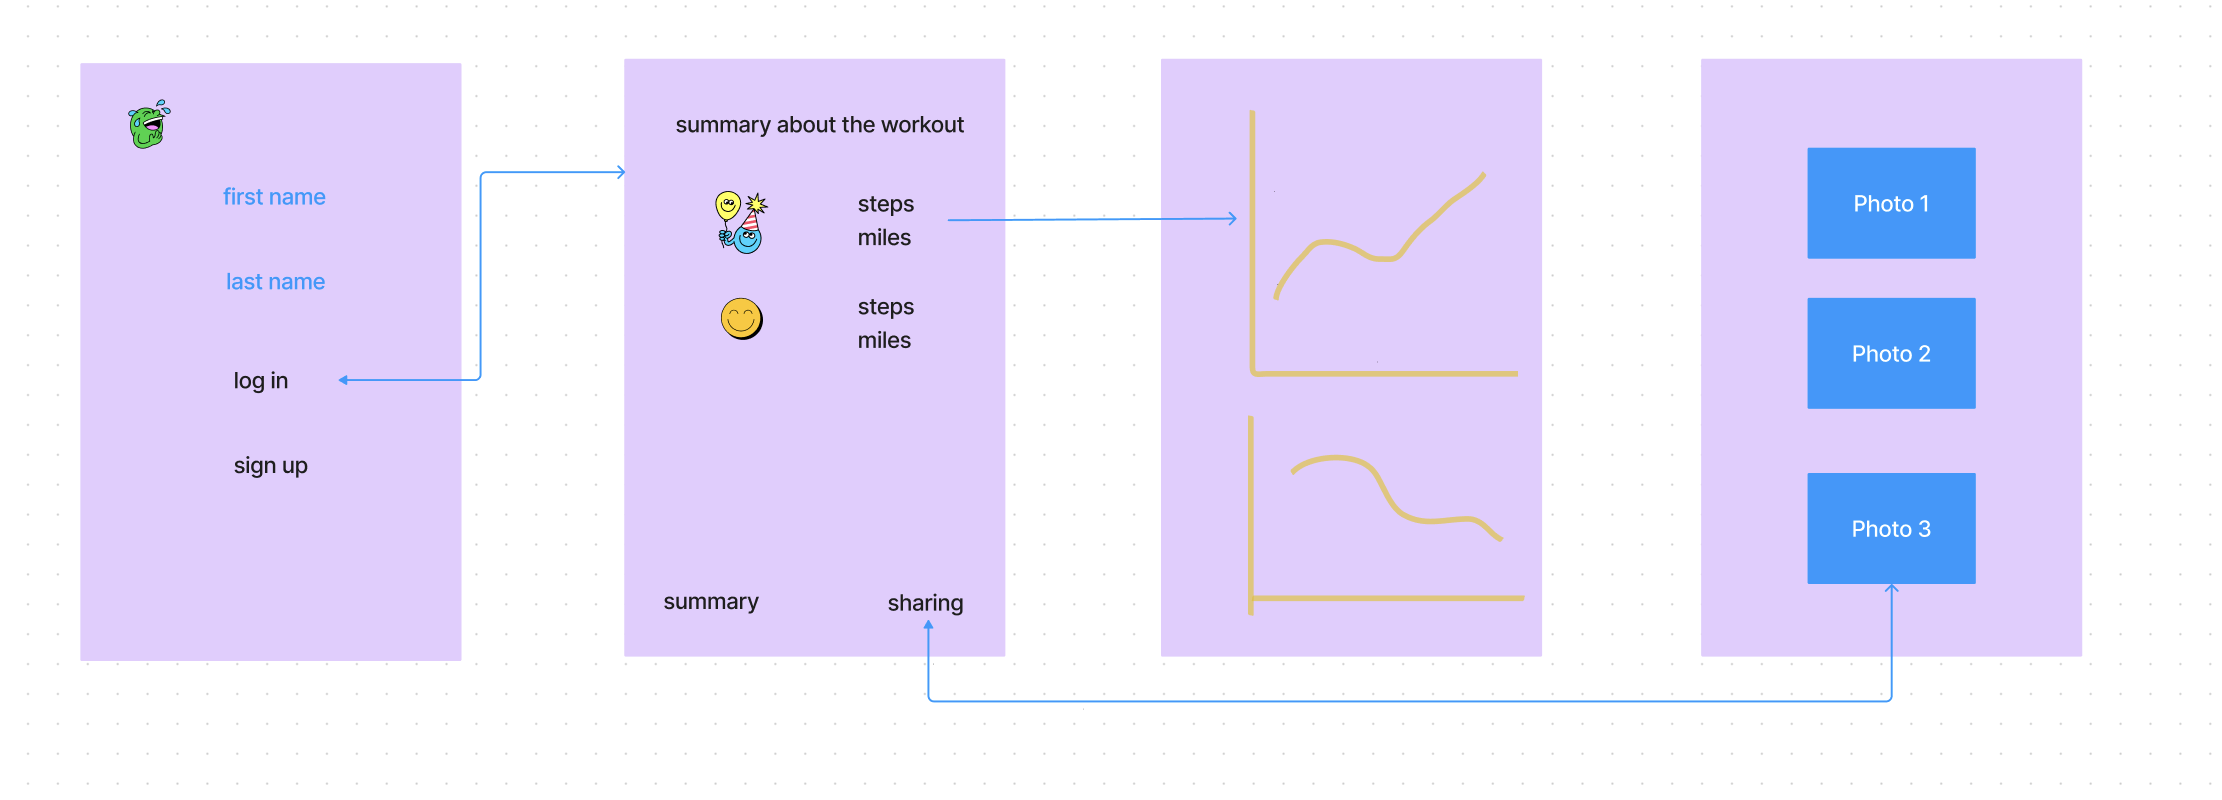 first name
last name
log in
sign up
summary about the workout
steps
miles
steps
miles
summary
sharing
Photo 1
Photo 2
Photo 3